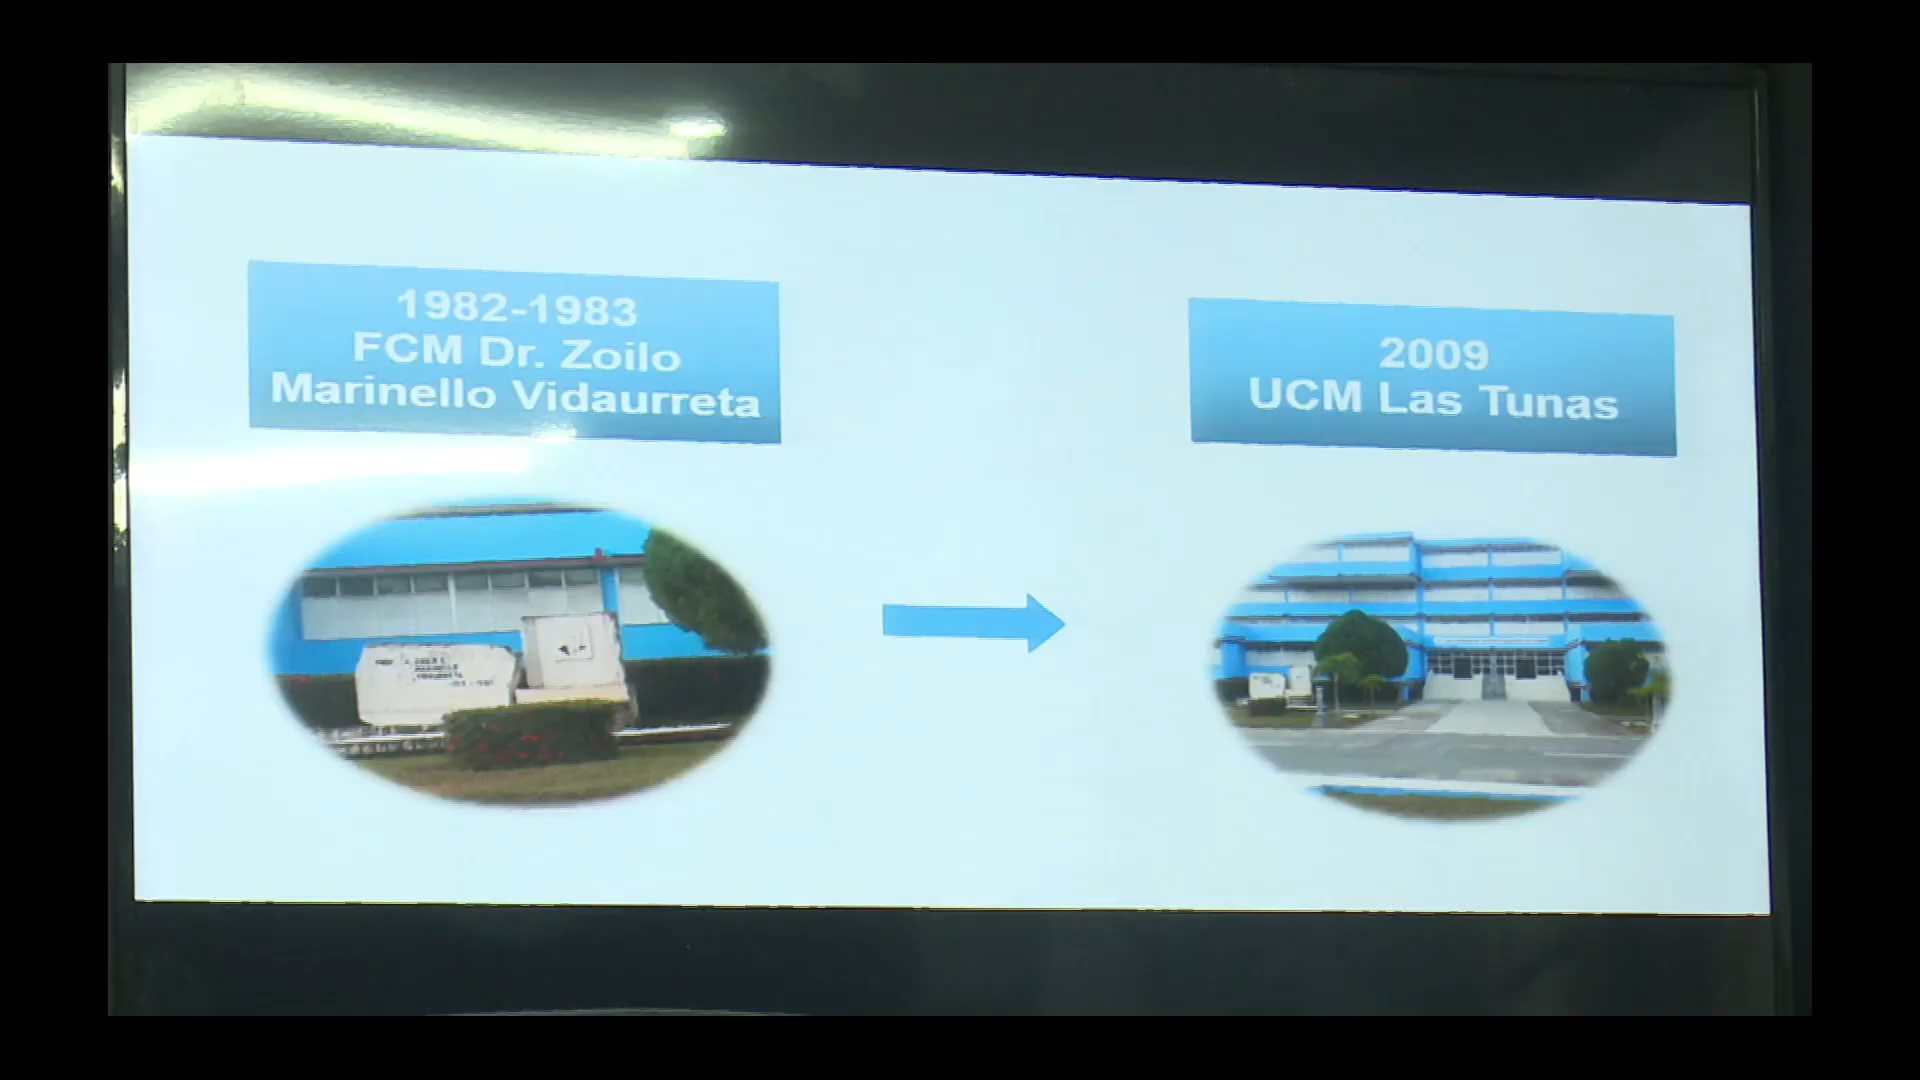 1982-1983
FCM Dr. Zoilo
Marinello Vidaurreta
2009
UCM Las Tunas